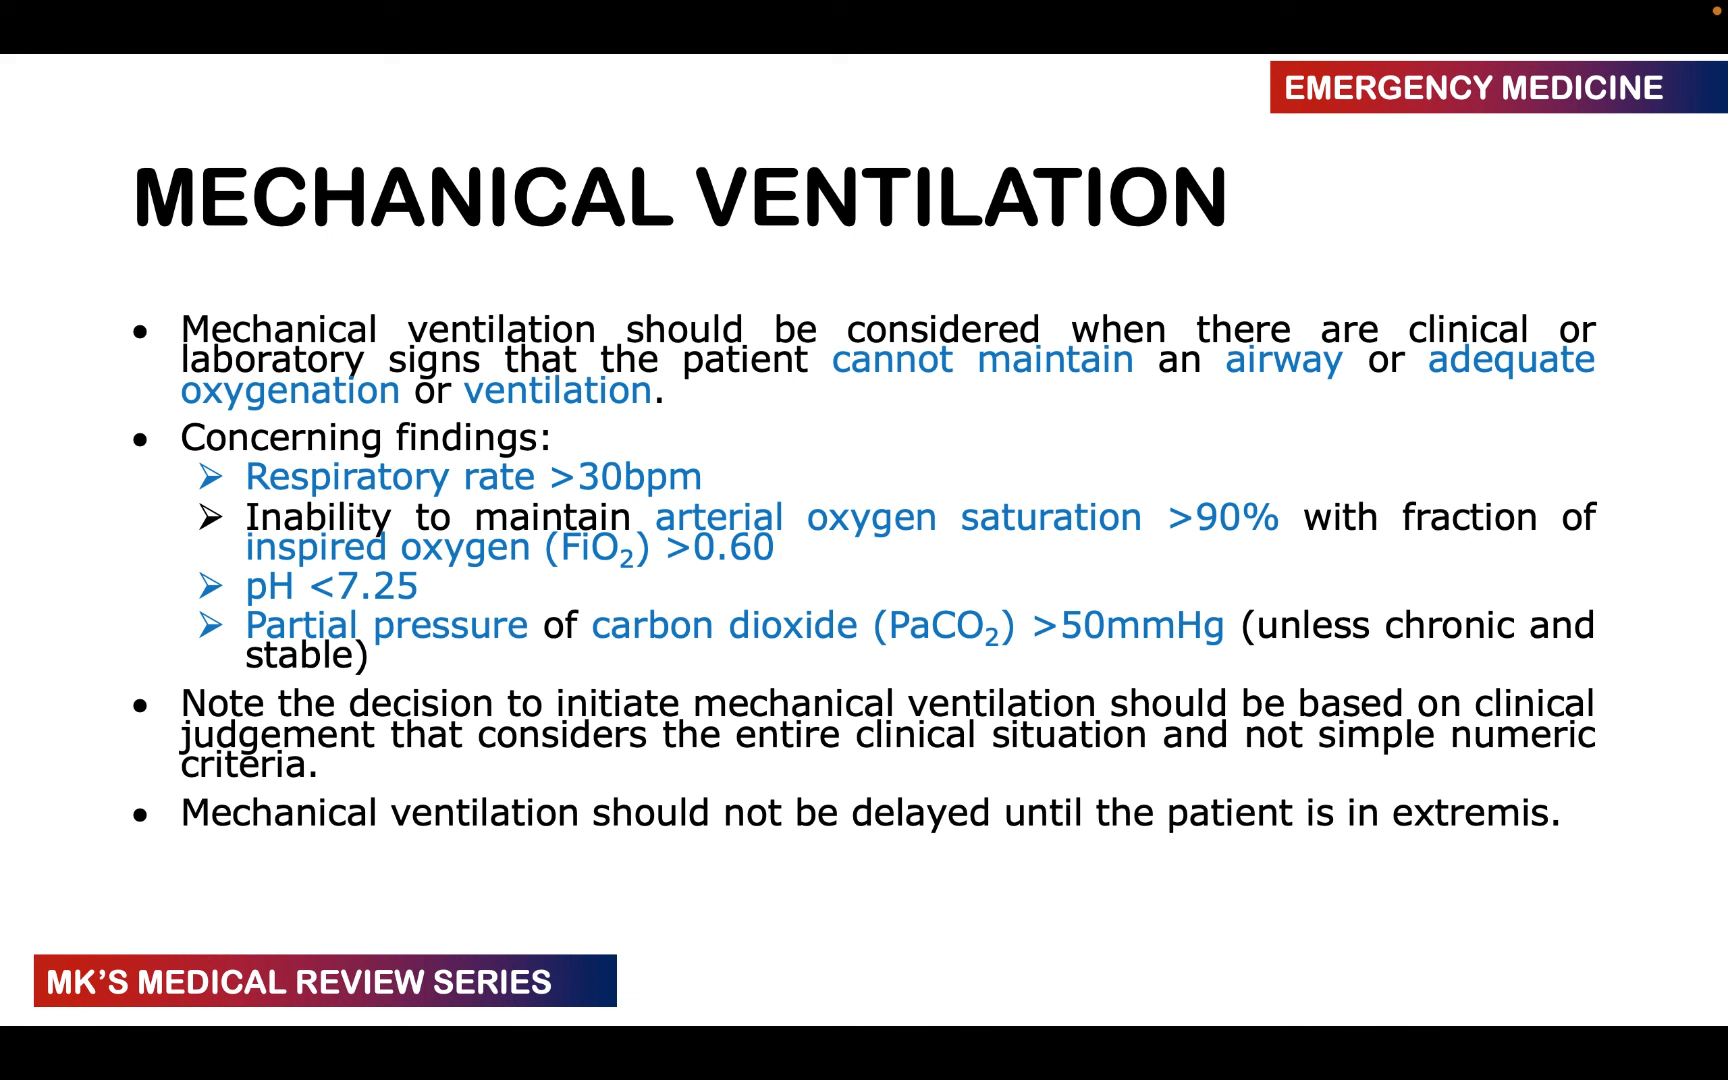 EMERGENCY MEDICINE
MECHANICAL VENTILATION
• Mechanical ventilation should be considered when there are clinical or
laboratory signs that the patient cannot maintain an airway or adequate
oxygenation or ventilation.
• Concerning findings:
➢ Respiratory rate >30bpm
➢ Inability to maintain arterial oxygen saturation >90% with fraction of
inspired oxygen (FiO₂) >0.60
➢ pH <7.25
➢ Partial pressure of carbon dioxide (PaCO₂) >50mmHg (unless chronic and
stable)
• Note the decision to initiate mechanical ventilation should be based on clinical
judgement that considers the entire clinical situation and not simple numeric
criteria.
• Mechanical ventilation should not be delayed until the patient is in extremis.
MK’S MEDICAL REVIEW SERIES